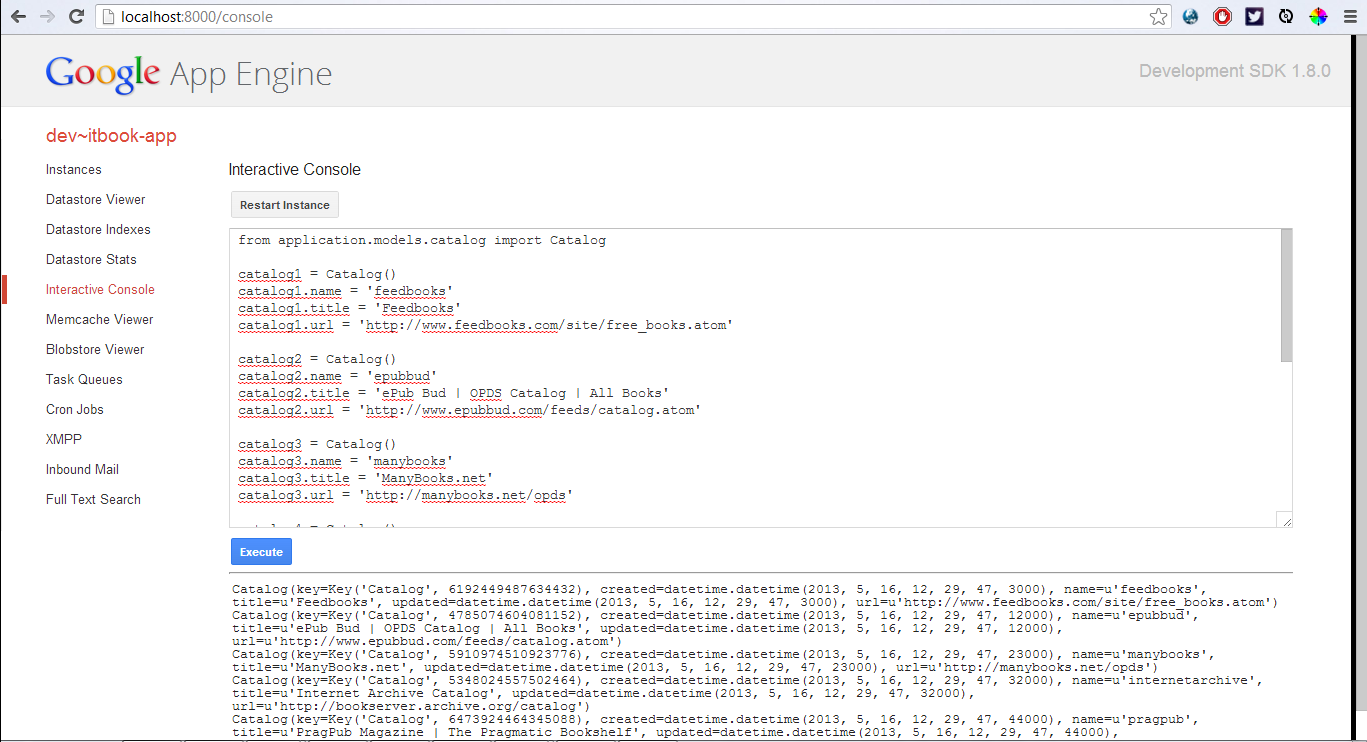 localhost:8000/console
Google App Engine
Development SDK 1.8.0
dev~itbook-app
Instances
Datastore Viewer
Datastore Indexes
Datastore Stats
Interactive Console
Memcache Viewer
Blobstore Viewer
Task Queues
Cron Jobs
XMPP
Inbound Mail
Full Text Search
Interactive Console
Restart Instance
from application.models.catalog import Catalog
catalog1 = Catalog()
catalog1.name = 'feedbooks'
catalog1.title = 'Feedbooks'
catalog1.url = 'http://www.feedbooks.com/site/free_books.atom'
catalog2 = Catalog()
catalog2.name = 'epubbud'
catalog2.title = 'ePub Bud | OPDS Catalog | All Books'
catalog2.url = 'http://www.epubbud.com/feeds/catalog.atom'
catalog3 = Catalog()
catalog3.name = 'manybooks'
catalog3.title = 'ManyBooks.net'
catalog3.url = 'http://manybooks.net/opds'
catalog4 = Catalog()
Execute
Catalog(key=Key('Catalog', 6192449487634432), created=datetime.datetime(2013, 5, 16, 12, 29, 47, 3000), name=u'feedbooks',
title=u'Feedbooks', updated=datetime.datetime(2013, 5, 16, 12, 29, 47, 3000), url=u'http://www.feedbooks.com/site/free_books.atom')
Catalog(key=Key('Catalog', 4785074604081152), created=datetime.datetime(2013, 5, 16, 12, 29, 47, 12000), name=u'epubbud',
title=u'ePub Bud | OPDS Catalog | All Books', updated=datetime.datetime(2013, 5, 16, 12, 29, 47, 12000),
url=u'http://www.epubbud.com/feeds/catalog.atom')
Catalog(key=Key('Catalog', 5910974510923776), created=datetime.datetime(2013, 5, 16, 12, 29, 47, 23000), name=u'manybooks',
title=u'ManyBooks.net', updated=datetime.datetime(2013, 5, 16, 12, 29, 47, 23000), url=u'http://manybooks.net/opds')
Catalog(key=Key('Catalog', 5348024557502464), created=datetime.datetime(2013, 5, 16, 12, 29, 47, 32000), name=u'internetarchive',
title=u'Internet Archive Catalog', updated=datetime.datetime(2013, 5, 16, 12, 29, 47, 32000),
url=u'http://bookserver.archive.org/catalog')
Catalog(key=Key('Catalog', 6473924464345088), created=datetime.datetime(2013, 5, 16, 12, 29, 47, 44000), name=u'pragpub',
title=u'PragPub Magazine | The Pragmatic Bookshelf', updated=datetime.datetime(2013, 5, 16, 12, 29, 47, 44000),